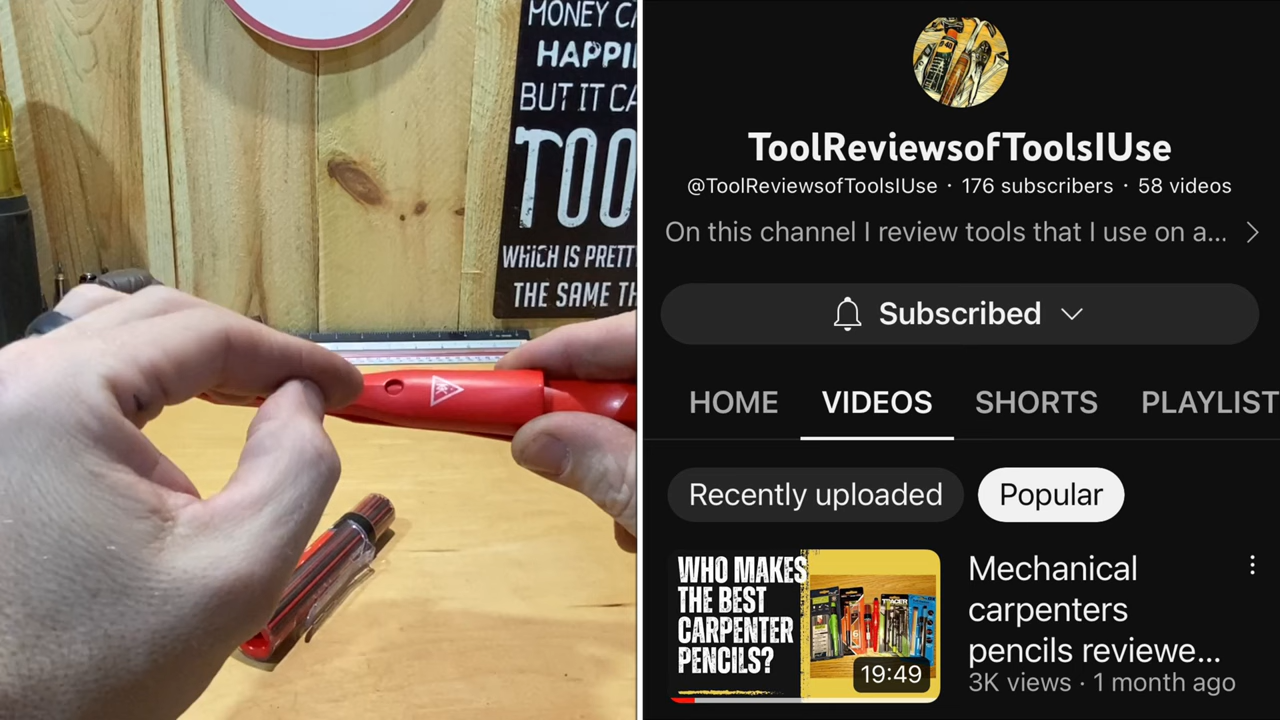 MONEY
HAPPI
BUT IT CA
TOO
WHICH IS PRETT
THE SAME TH
ToolReviewsofToolsIUse
@ToolReviewsofToolsIUse · 176 subscribers · 58 videos
On this channel I review tools that I use on a...
Subscribed
HOME VIDEOS SHORTS PLAYLIST
Recently uploaded Popular
WHO MAKES
THE BEST
CARPENTER
PENCILS?
TRACER
19:49
Mechanical
carpenters
pencils reviewe...
3K views · 1 month ago